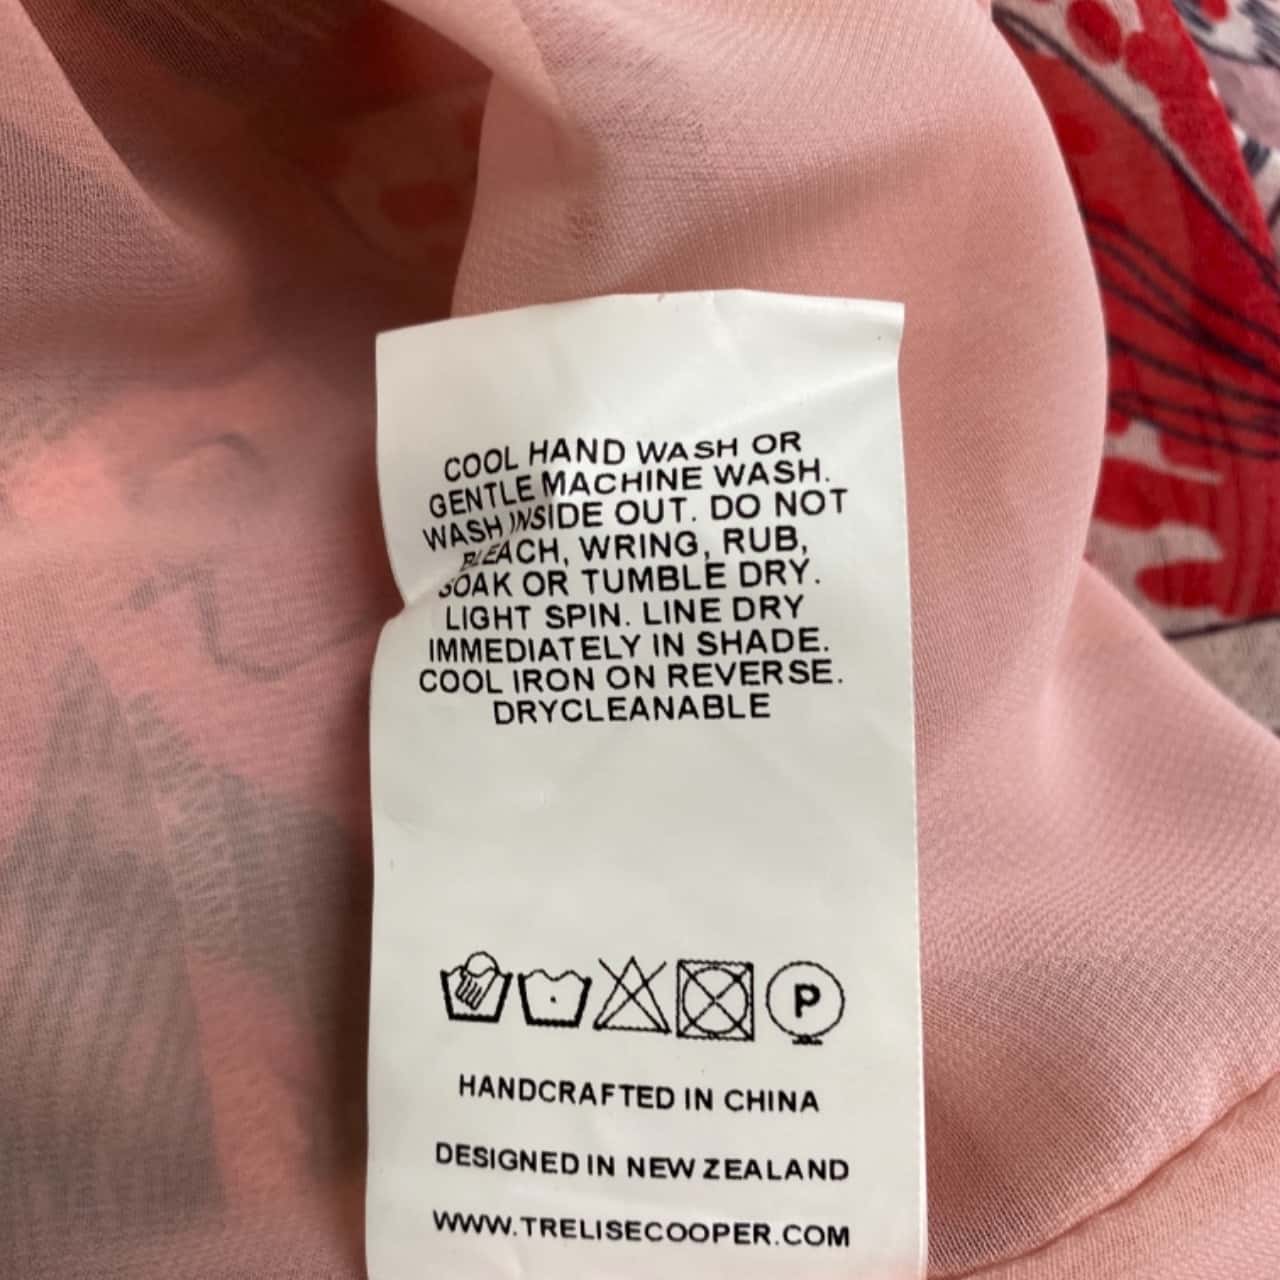 COOL HAND WASH OR
GENTLE MACHINE WASH.
WASH INSIDE OUT. DO NOT
BLEACH, WRING, RUB,
SOAK OR TUMBLE DRY.
LIGHT SPIN. LINE DRY
IMMEDIATELY IN SHADE.
COOL IRON ON REVERSE.
DRYCLEANABLE
P
HANDCRAFTED IN CHINA
DESIGNED IN NEW ZEALAND
WWW.TRELISECOOPER.COM